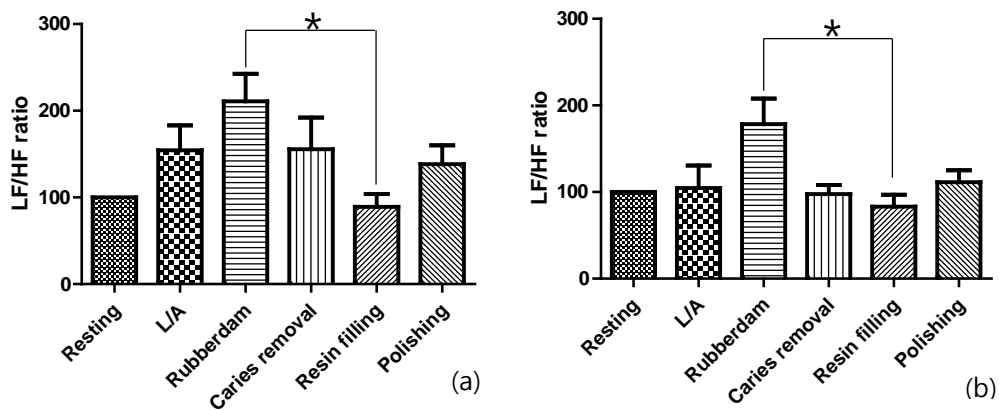 300
200
100
0
LF/HF ratio
*
Resting
L/A
Rubberdam
Caries removal
Resin filling
Polishing
(a)
300
200
100
0
LF/HF ratio
*
Resting
L/A
Rubberdam
Caries removal
Resin filling
Polishing
(b)